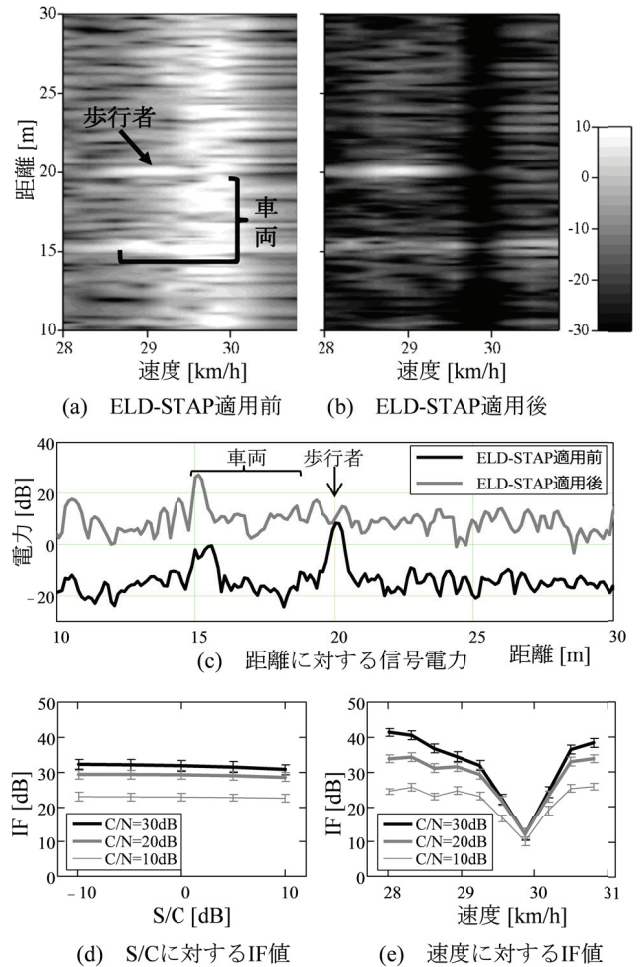 30
25
20
15
10
距離 [m]
歩行者
車両
28
29
30
速度 [km/h]
(a) ELD-STAP適用前
28
29
30
速度 [km/h]
(b) ELD-STAP適用後
10
0
-10
-20
-30
40
20
0
-20
電力 [dB]
車両
歩行者
ELD-STAP適用前
ELD-STAP適用後
10
15
20
25
30
距離 [m]
(c) 距離に対する信号電力
50
40
30
20
10
0
IF [dB]
C/N=30dB
C/N=20dB
C/N=10dB
-10
0
10
S/C [dB]
(d) S/Cに対するIF値
50
40
30
20
10
0
IF [dB]
C/N=30dB
C/N=20dB
C/N=10dB
28
29
30
31
速度 [km/h]
(e) 速度に対するIF値